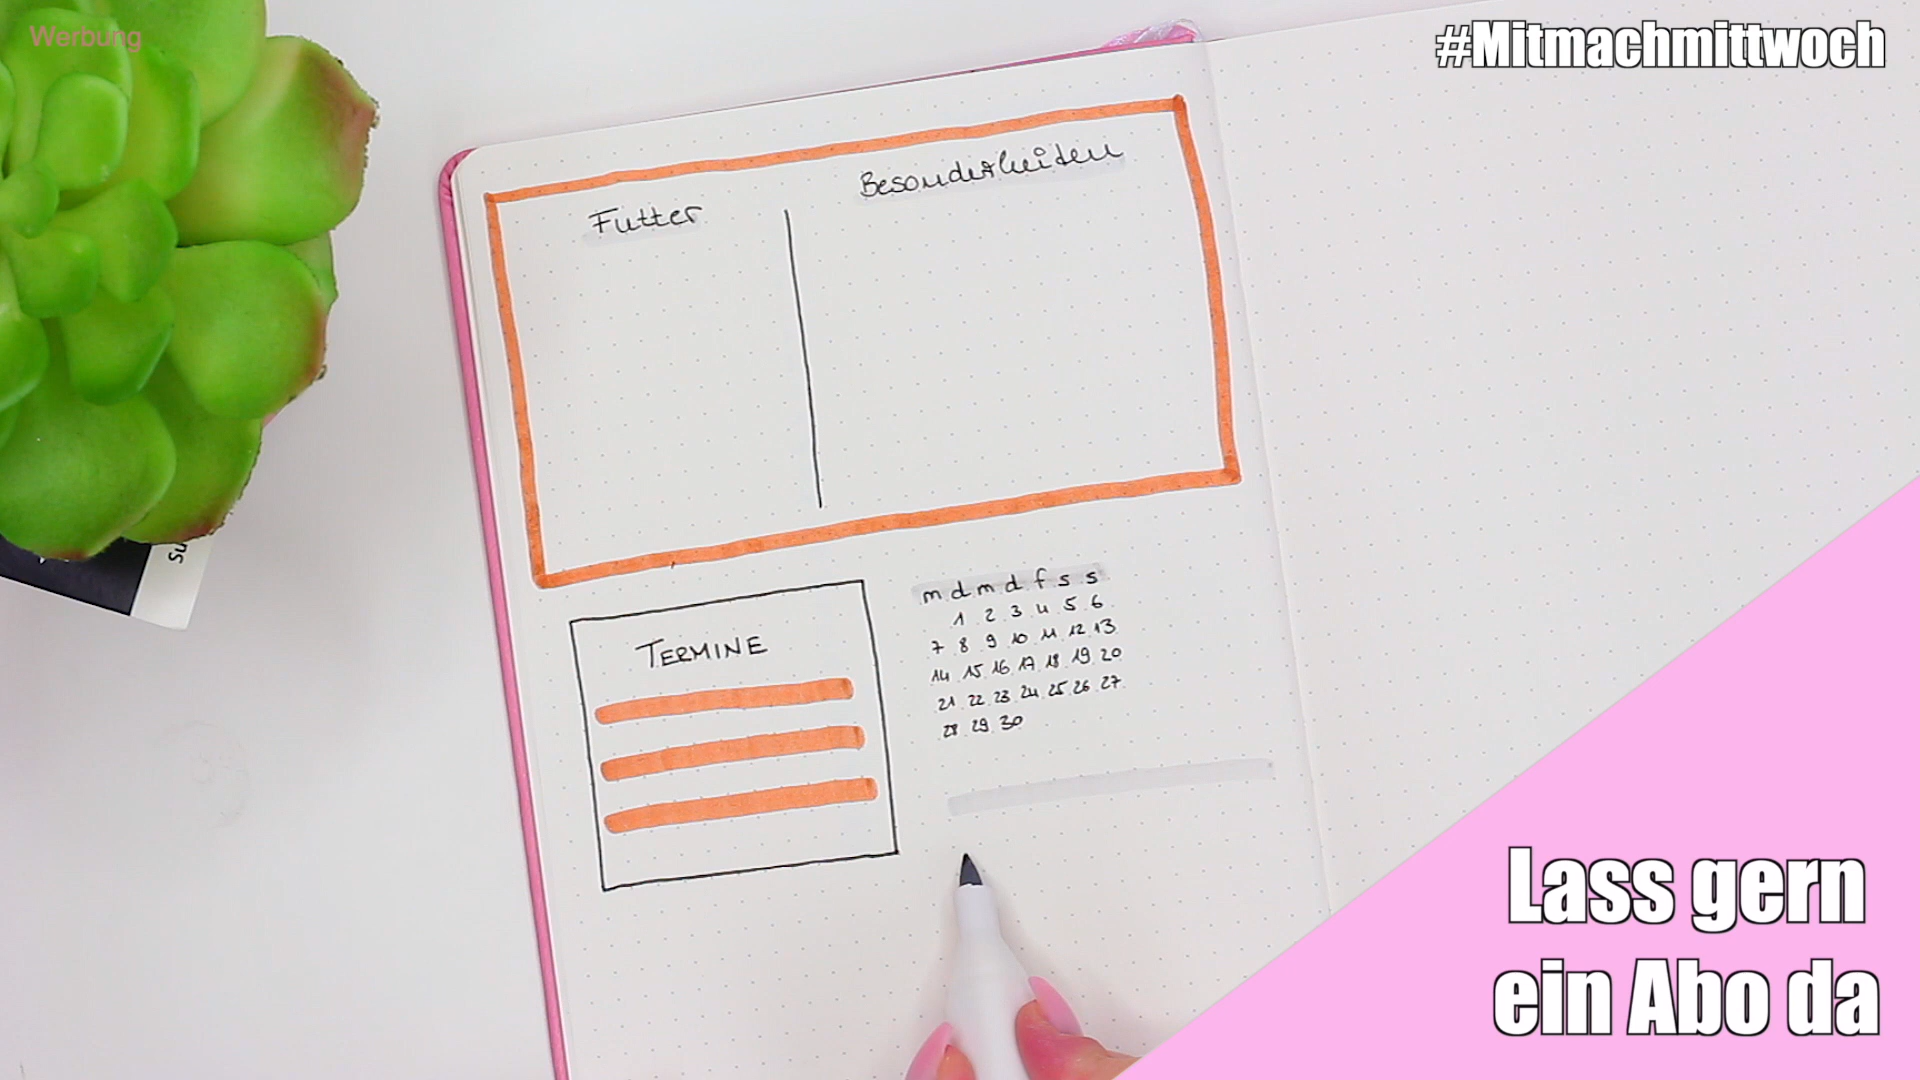 Werbung
#Mitmachmittwoch
Futter
Besonderheiten
TERMINE
m d m d f s s
1 2 3 4 5 6
7 8 9 10 11 12 13
14 15 16 17 18 19 20
21 22 23 24 25 26 27
28 29 30
Su
Lass gern
ein Abo da